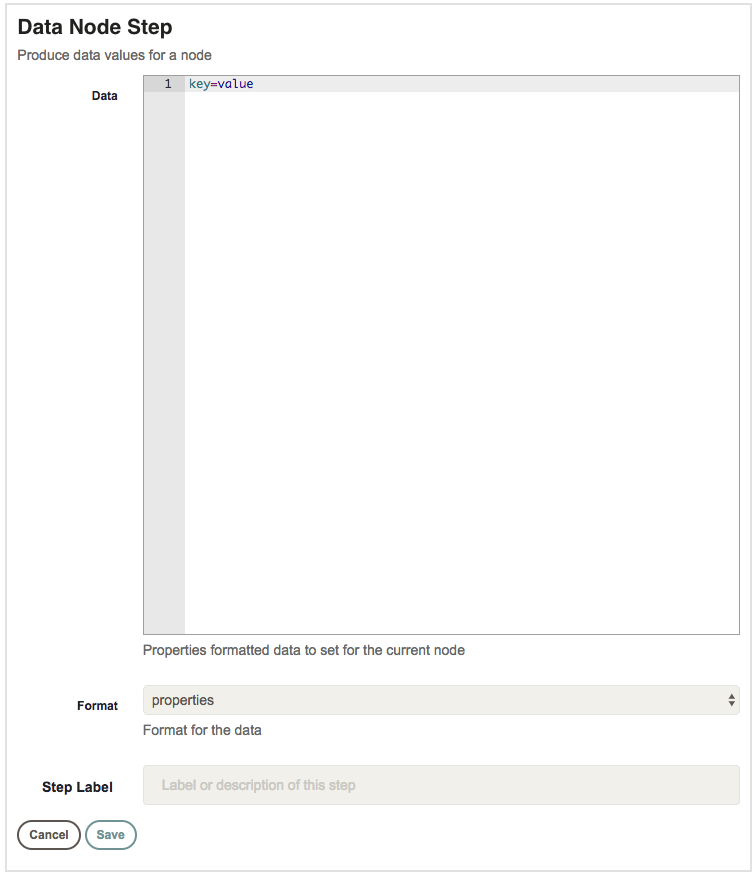 Data Node Step
Produce data values for a node
Data
1 key=value
Properties formatted data to set for the current node
Format
properties
Format for the data
Step Label
Label or description of this step
Cancel Save